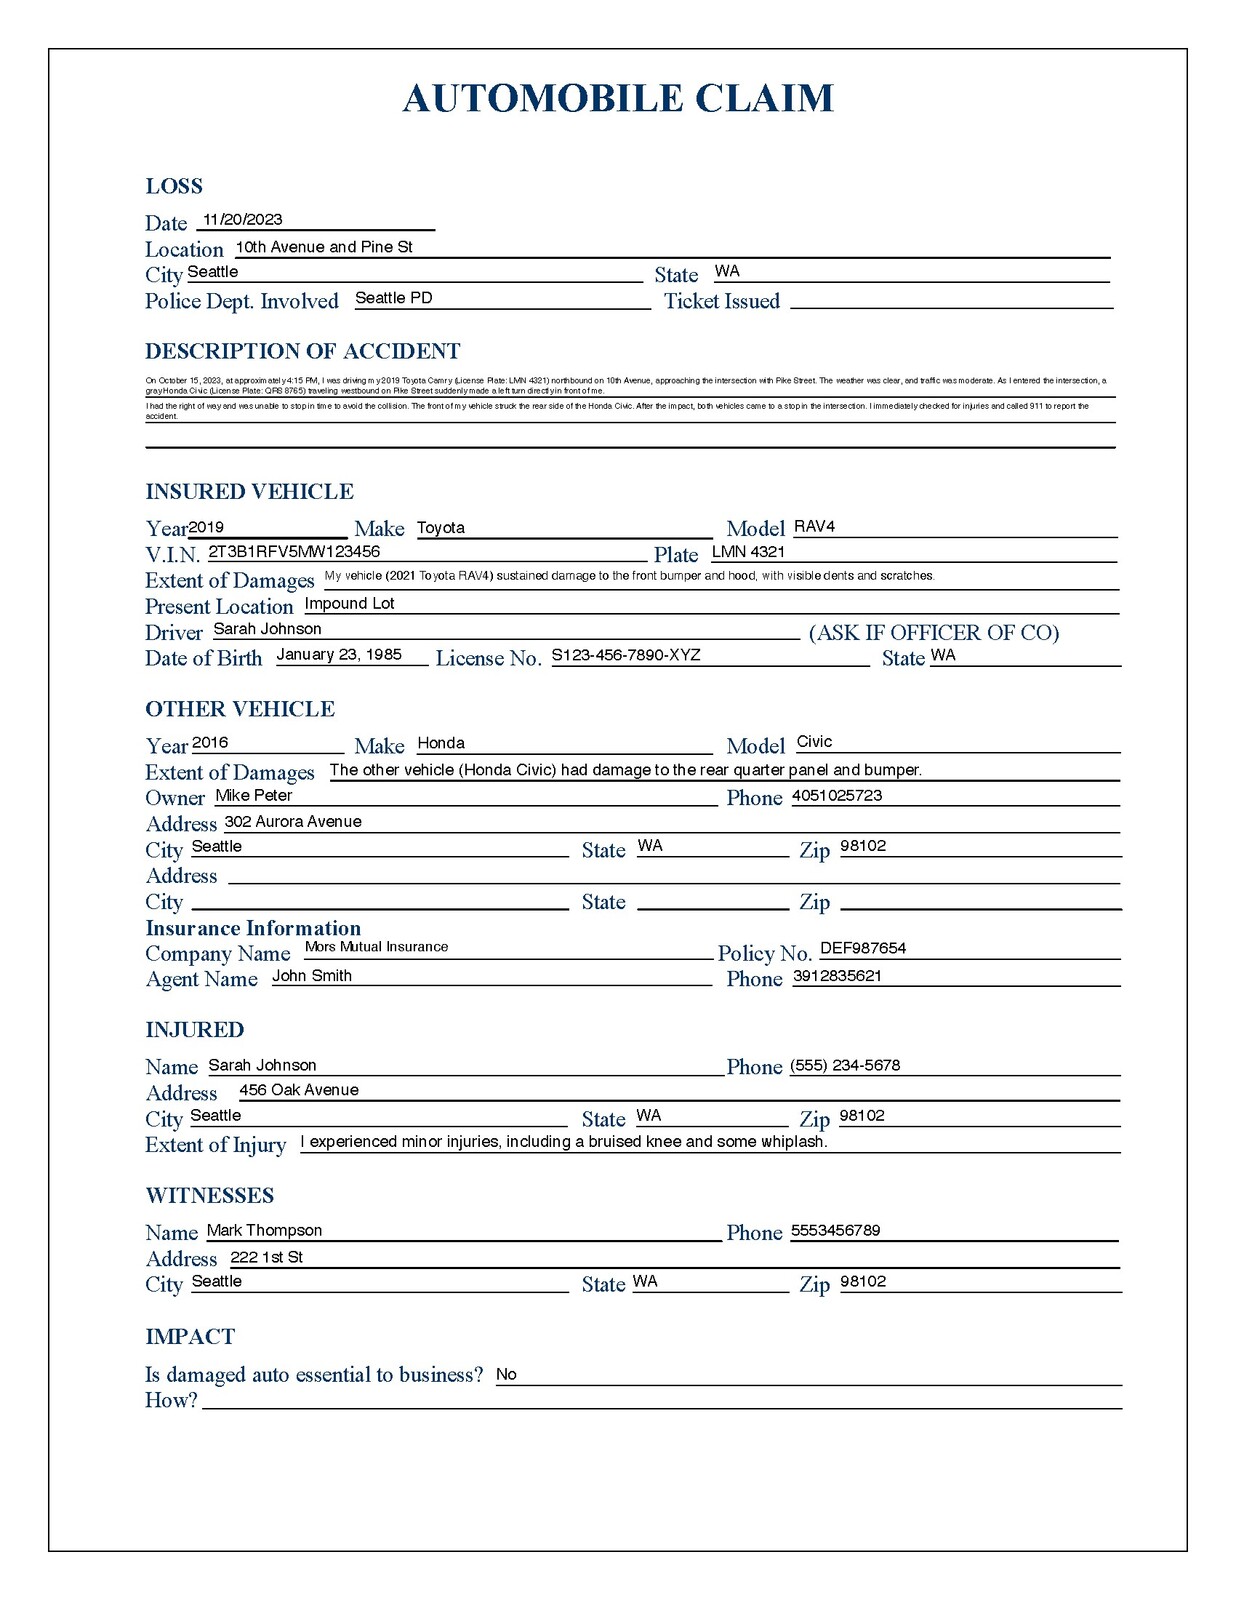 AUTOMOBILE CLAIM
LOSS
Date 11/20/2023
Location 10th Avenue and Pine St
City Seattle State WA
Police Dept. Involved Seattle PD Ticket Issued
DESCRIPTION OF ACCIDENT
On October 15, 2023, at approximately 4:15 PM, I was driving my 2019 Toyota Camry (License Plate: LMN 4321) northbound on 10th Avenue, approaching the intersection with Pike Street. The weather was clear, and traffic was moderate. As I entered the intersection, a
gray Honda Civic (License Plate: QRS 8765) traveling westbound on Pike Street suddenly made a left turn directly in front of me.
I had the right of way and was unable to stop in time to avoid the collision. The front of my vehicle struck the rear side of the Honda Civic. After the impact, both vehicles came to a stop in the intersection. I immediately checked for injuries and called 911 to report the
accident.
INSURED VEHICLE
Year 2019 Make Toyota Model RAV4
V.I.N. 2T3B1RFV5MW123456 Plate LMN 4321
Extent of Damages My vehicle (2021 Toyota RAV4) sustained damage to the front bumper and hood, with visible dents and scratches.
Present Location Impound Lot
Driver Sarah Johnson (ASK IF OFFICER OF CO)
Date of Birth January 23, 1985 License No. S123-456-7890-XYZ State WA
OTHER VEHICLE
Year 2016 Make Honda Model Civic
Extent of Damages The other vehicle (Honda Civic) had damage to the rear quarter panel and bumper.
Owner Mike Peter Phone 4051025723
Address 302 Aurora Avenue
City Seattle State WA Zip 98102
Address
City State Zip
Insurance Information
Company Name Mors Mutual Insurance Policy No. DEF987654
Agent Name John Smith Phone 3912835621
INJURED
Name Sarah Johnson Phone (555) 234-5678
Address 456 Oak Avenue
City Seattle State WA Zip 98102
Extent of Injury I experienced minor injuries, including a bruised knee and some whiplash.
WITNESSES
Name Mark Thompson Phone 5553456789
Address 222 1st St
City Seattle State WA Zip 98102
IMPACT
Is damaged auto essential to business? No
How?